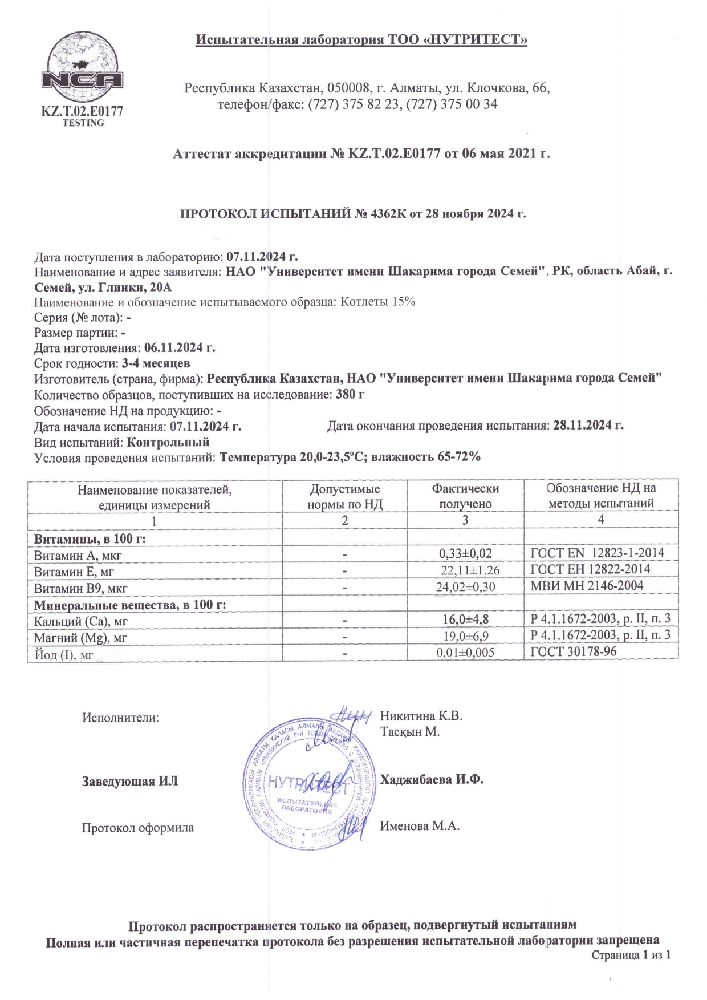 Испытательная лаборатория ТОО «НУТРИТЕСТ»
NCA
KZ.T.02.E0177
TESTING
Республика Казахстан, 050008, г. Алматы, ул. Клочкова, 66,
телефон/факс: (727) 375 82 23, (727) 375 00 34
Аттестат аккредитации № KZ.T.02.E0177 от 06 мая 2021 г.
ПРОТОКОЛ ИСПЫТАНИЙ № 4362К от 28 ноября 2024 г.
Дата поступления в лабораторию: 07.11.2024 г.
Наименование и адрес заявителя: НАО "Университет имени Шакарима города Семей", РК, область Абай, г.
Семей, ул. Глинки, 20А
Наименование и обозначение испытываемого образца: Котлеты 15%
Серия (№ лота): -
Размер партии: -
Дата изготовления: 06.11.2024 г.
Срок годности: 3-4 месяцев
Изготовитель (страна, фирма): Республика Казахстан, НАО "Университет имени Шакарима города Семей"
Количество образцов, поступивших на исследование: 380 г
Обозначение НД на продукцию: -
Дата начала испытания: 07.11.2024 г. Дата окончания проведения испытания: 28.11.2024 г.
Вид испытаний: Контрольный
Условия проведения испытаний: Температура 20,0-23,5ºС; влажность 65-72%
Наименование показателей, единицы измерений Допустимые нормы по НД Фактически получено Обозначение НД на методы испытаний
1 2 3 4
Витамины, в 100 г:
Витамин А, мкг - 0,33±0,02 ГОСТ EN 12823-1-2014
Витамин Е, мг - 22,11±1,26 ГОСТ ЕН 12822-2014
Витамин В9, мкг - 24,02±0,30 МВИ МН 2146-2004
Минеральные вещества, в 100 г:
Кальций (Са), мг - 16,0±4,8 Р 4.1.1672-2003, р. II, п. 3
Магний (Mg), мг - 19,0±6,9 Р 4.1.1672-2003, р. II, п. 3
Йод (I), мг - 0,01±0,005 ГОСТ 30178-96
Исполнители: Никитина К.В.
Тасқын М.
Заведующая ИЛ Хаджибаева И.Ф.
НУТРИТЕСТ
ИСПЫТАТЕЛЬНАЯ
ЛАБОРАТОРИЯ
Протокол оформила Именова М.А.
Протокол распространяется только на образец, подвергнутый испытаниям
Полная или частичная перепечатка протокола без разрешения испытательной лаборатории запрещена
Страница 1 из 1